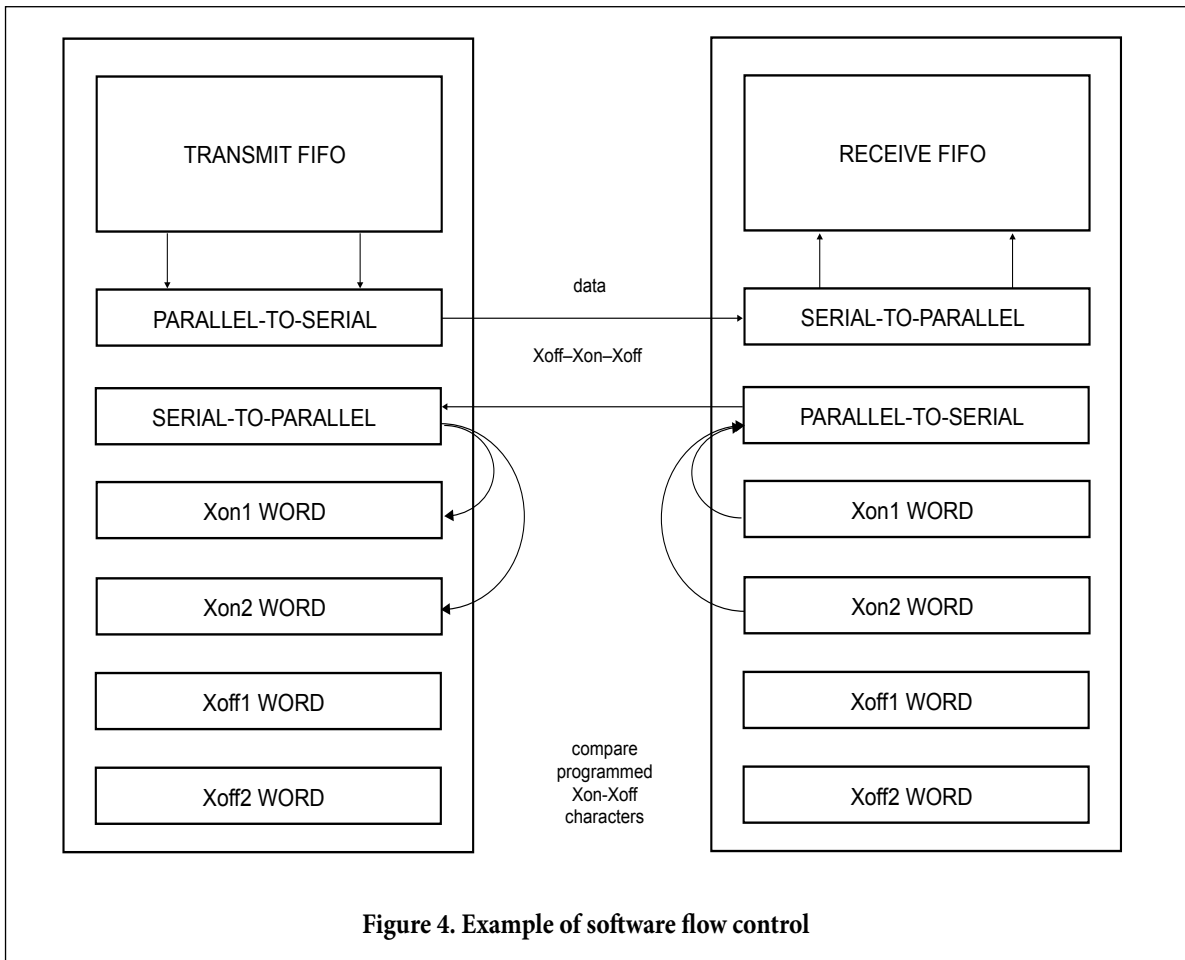 TRANSMIT FIFO
RECEIVE FIFO
PARALLEL-TO-SERIAL
data
SERIAL-TO-PARALLEL
Xoff–Xon–Xoff
SERIAL-TO-PARALLEL
PARALLEL-TO-SERIAL
Xon1 WORD
Xon1 WORD
Xon2 WORD
Xon2 WORD
Xoff1 WORD
Xoff1 WORD
compare
programmed
Xon-Xoff
characters
Xoff2 WORD
Xoff2 WORD
Figure 4. Example of software flow control